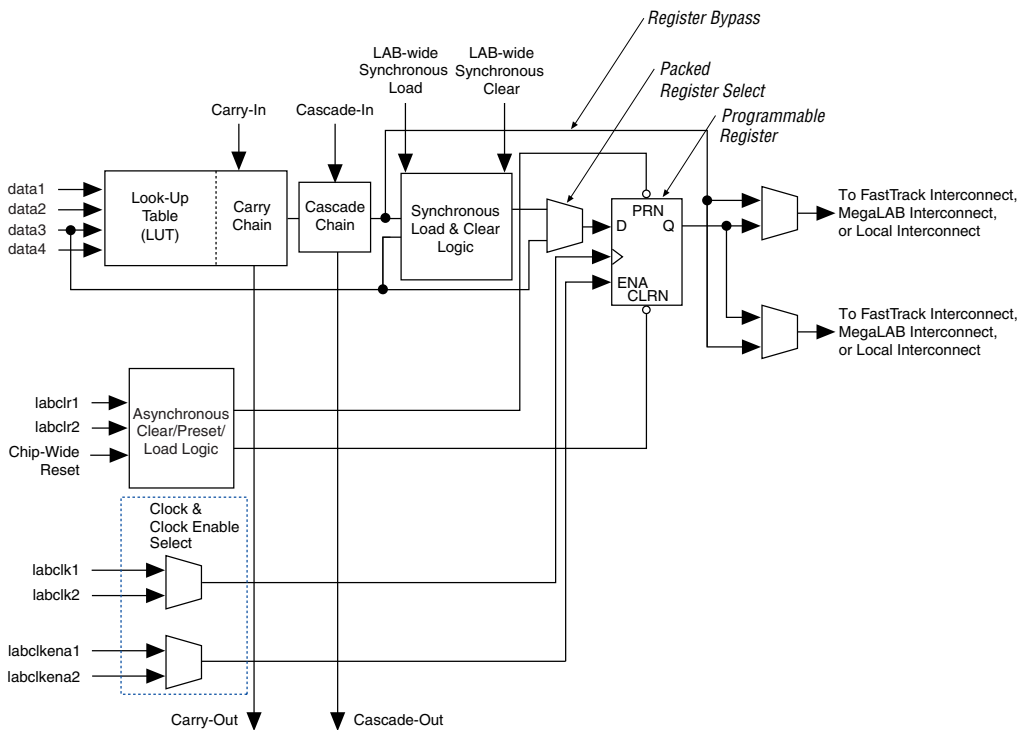 Register Bypass
Packed
Register Select
Programmable
Register
LAB-wide
Synchronous
Load
LAB-wide
Synchronous
Clear
Carry-In
Cascade-In
data1
data2
data3
data4
Look-Up
Table
(LUT)
Carry
Chain
Cascade
Chain
Synchronous
Load & Clear
Logic
PRN
D
Q
ENA
CLRN
To FastTrack Interconnect,
MegaLAB Interconnect,
or Local Interconnect
To FastTrack Interconnect,
MegaLAB Interconnect,
or Local Interconnect
labclr1
labclr2
Chip-Wide
Reset
Asynchronous
Clear/Preset/
Load Logic
Clock &
Clock Enable
Select
labclk1
labclk2
labclkena1
labclkena2
Carry-Out
Cascade-Out